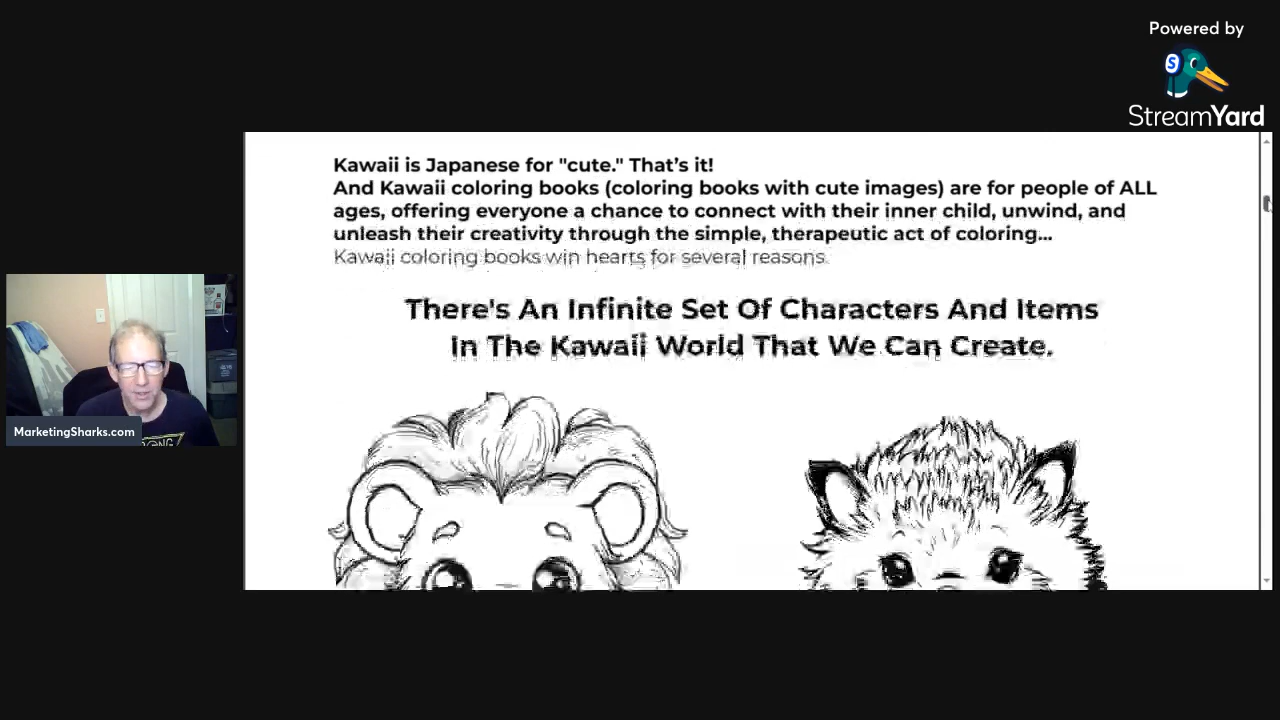 Powered by
StreamYard
Kawaii is Japanese for "cute." That's it!
And Kawaii coloring books (coloring books with cute images) are for people of ALL
ages, offering everyone a chance to connect with their inner child, unwind, and
unleash their creativity through the simple, therapeutic act of coloring...
Kawaii coloring books win hearts for several reasons.
There's An Infinite Set Of Characters And Items
In The Kawaii World That We Can Create.
MarketingSharks.com